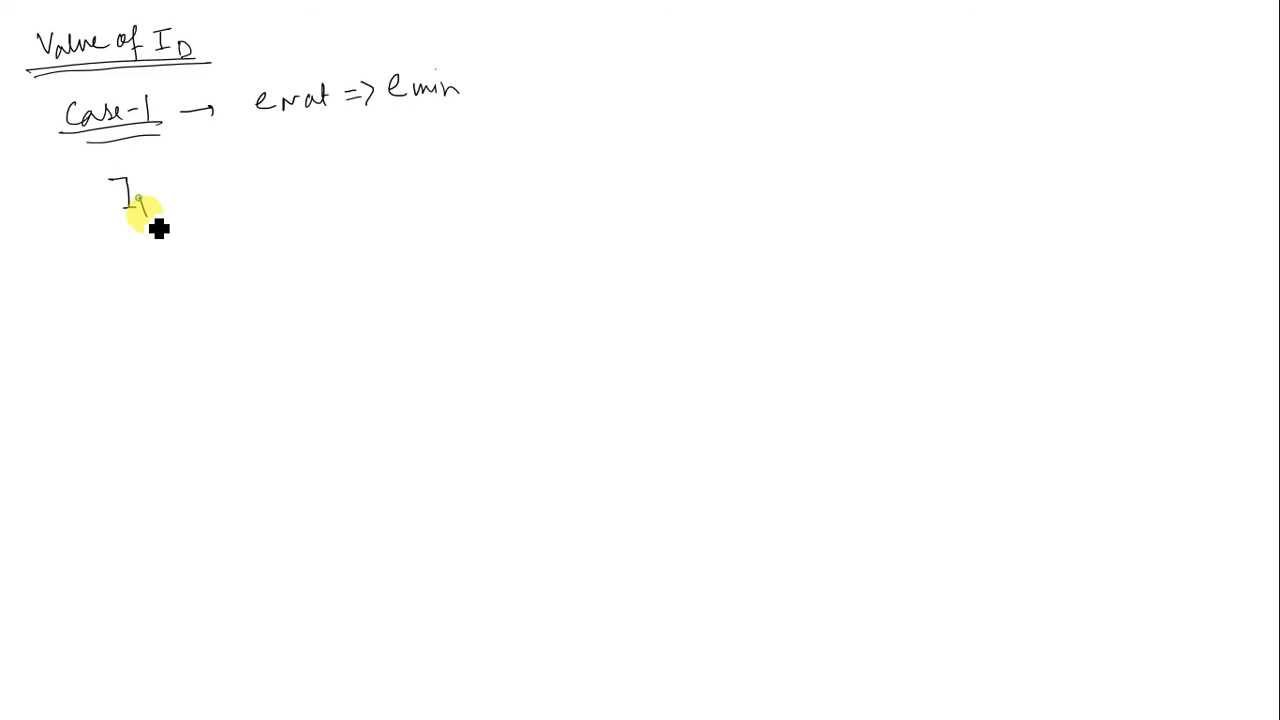 Value of I_D
Case-1 → enat => emin
I